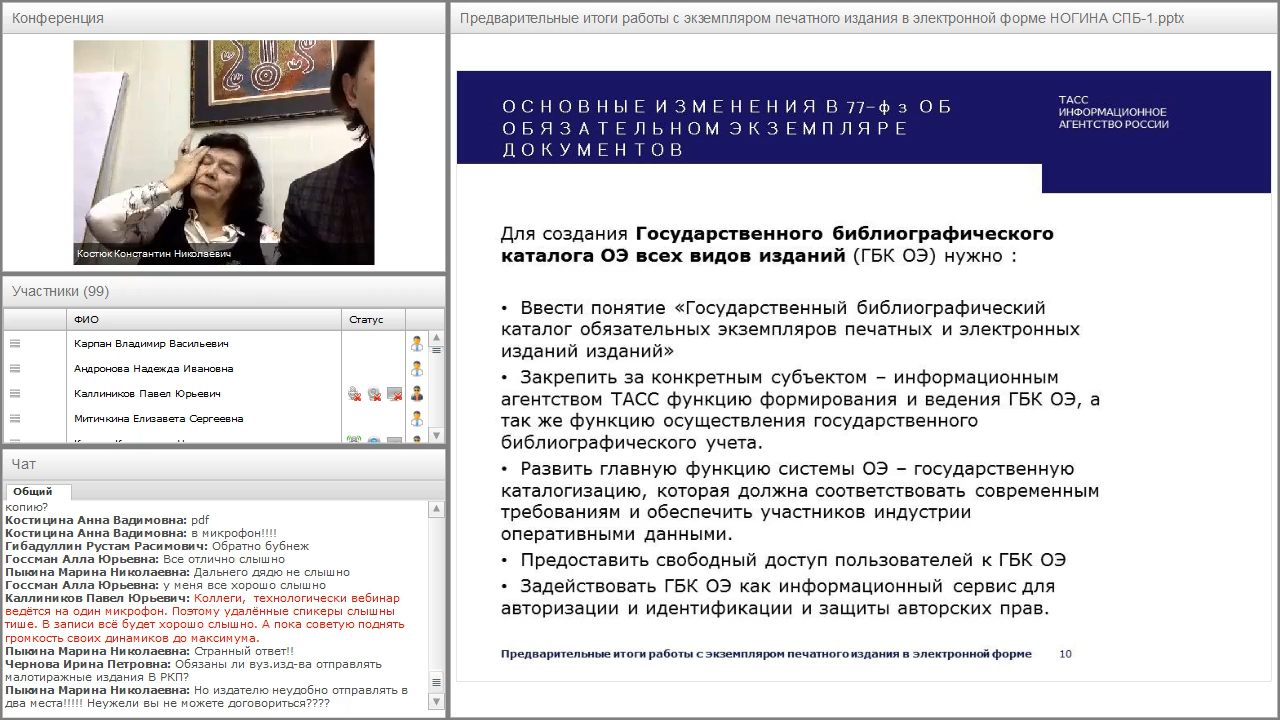 Конференция
Костюк Константин Николаевич
Участники (99)
ФИО
Статус
Карпан Владимир Васильевич
Андронова Надежда Ивановна
Каллиников Павел Юрьевич
Митичкина Елизавета Сергеевна
Чат
Общий
копию?
Костицина Анна Вадимовна: pdf
Костицина Анна Вадимовна: в микрофон!!!!
Гибадуллин Рустам Расимович: Обратно бубнеж
Госсман Алла Юрьевна: Все отлично слышно
Пыкина Марина Николаевна: Дальнего дядю не слышно
Госсман Алла Юрьевна: у меня все хорошо слышно
Каллиников Павел Юрьевич: Коллеги, технологически вебинар
ведётся на один микрофон. Поэтому удалённые спикеры слышны
тише. В записи всё будет хорошо слышно. А пока советую поднять
громкость своих динамиков до максимума.
Пыкина Марина Николаевна: Странный ответ!!
Чернова Ирина Петровна: Обязаны ли вуз.изд-ва отправлять
малотиражные издания В РКП?
Пыкина Марина Николаевна: Но издателю неудобно отправлять в
два места!!!!! Неужели вы не можете договориться????
Предварительные итоги работы с экземпляром печатного издания в электронной форме НОГИНА СПБ-1.pptx
ОСНОВНЫЕ ИЗМЕНЕНИЯ В 77-ф з ОБ
ОБЯЗАТЕЛЬНОМ ЭКЗЕМПЛЯРЕ
ДОКУМЕНТОВ
ТАСС
ИНФОРМАЦИОННОЕ
АГЕНТСТВО РОССИИ
Для создания Государственного библиографического
каталога ОЭ всех видов изданий (ГБК ОЭ) нужно :
• Ввести понятие «Государственный библиографический
каталог обязательных экземпляров печатных и электронных
изданий изданий»
• Закрепить за конкретным субъектом – информационным
агентством ТАСС функцию формирования и ведения ГБК ОЭ, а
так же функцию осуществления государственного
библиографического учета.
• Развить главную функцию системы ОЭ – государственную
каталогизацию, которая должна соответствовать современным
требованиям и обеспечить участников индустрии
оперативными данными.
• Предоставить свободный доступ пользователей к ГБК ОЭ
• Задействовать ГБК ОЭ как информационный сервис для
авторизации и идентификации и защиты авторских прав.
Предварительные итоги работы с экземпляром печатного издания в электронной форме 10